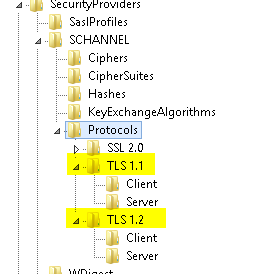 SecurityProviders
SaslProfiles
SCHANNEL
Ciphers
CipherSuites
Hashes
KeyExchangeAlgorithms
Protocols
SSL 2.0
TLS 1.1
Client
Server
TLS 1.2
Client
Server
WDigest